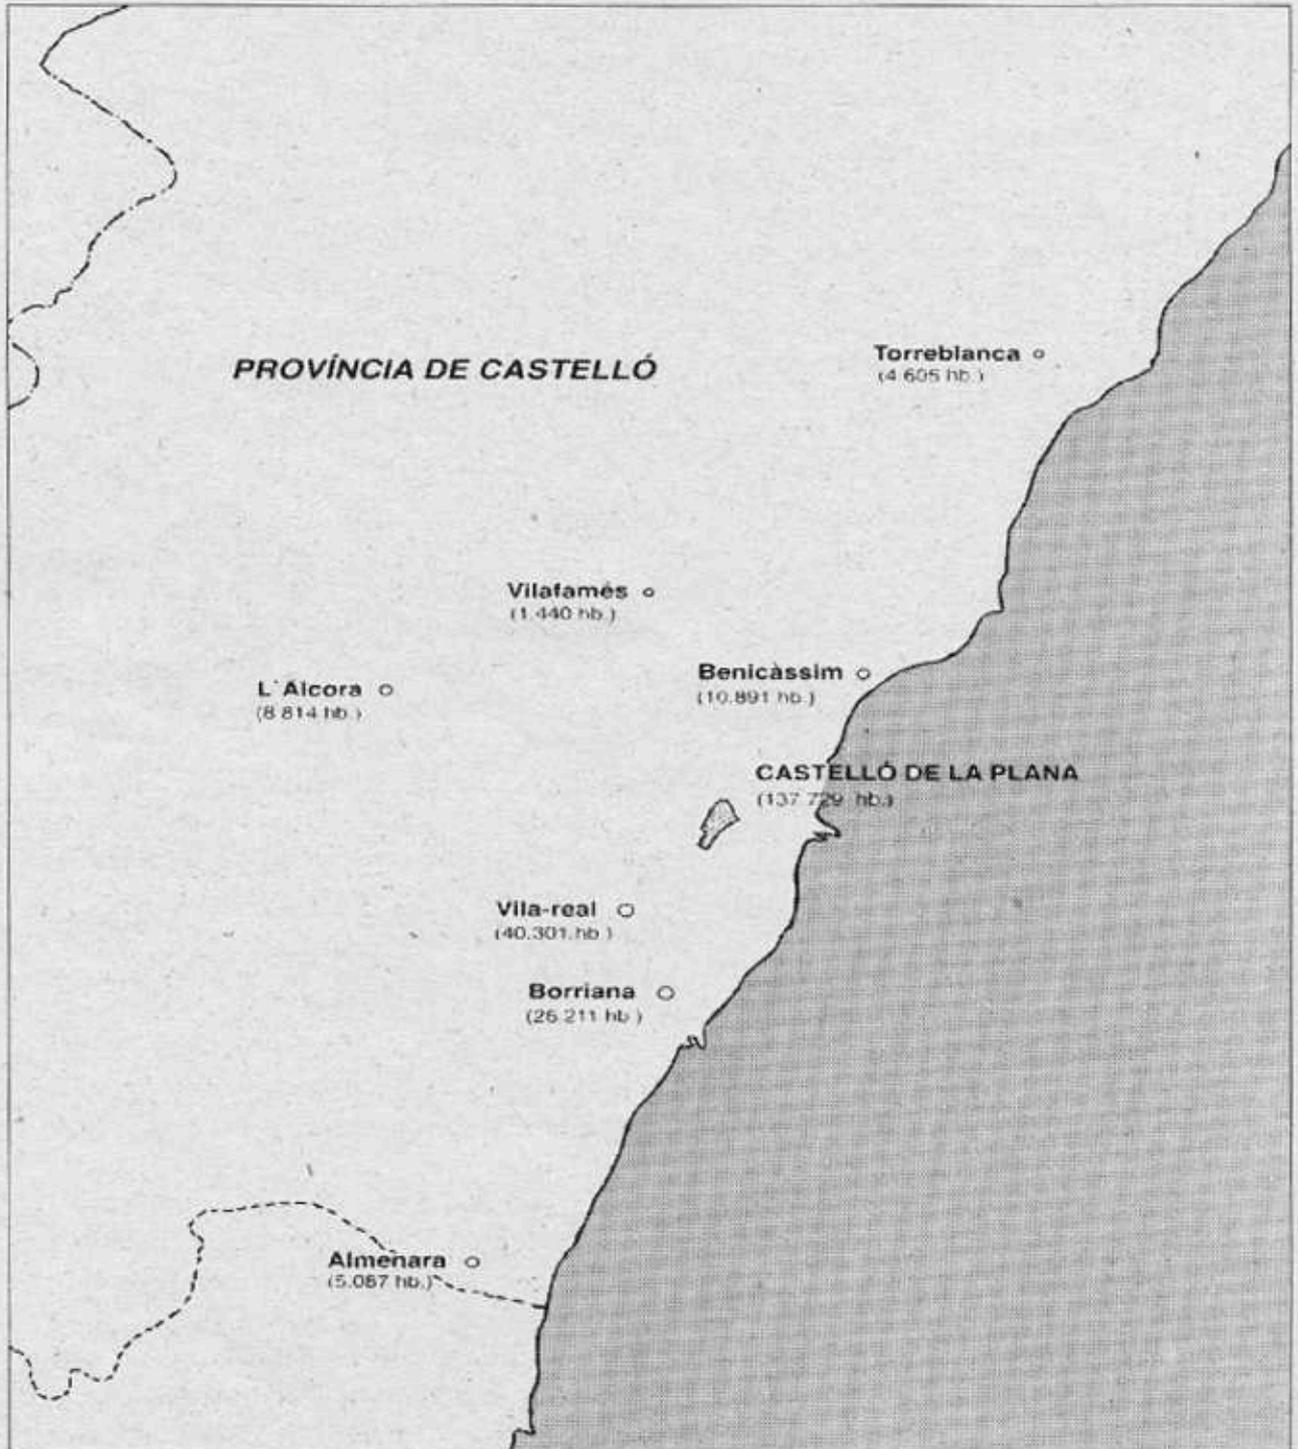 PROVÍNCIA DE CASTELLÓ
Torreblanca
(4.605 hb.)
Vilafamés
(1.440 hb.)
Benicàssim
(10.891 hb.)
L'Alcora
(8.814 hb.)
CASTELLÓ DE LA PLANA
(137.729 hb.)
Vila-real
(40.301 hb.)
Borriana
(26.211 hb.)
Almenara
(5.087 hb.)